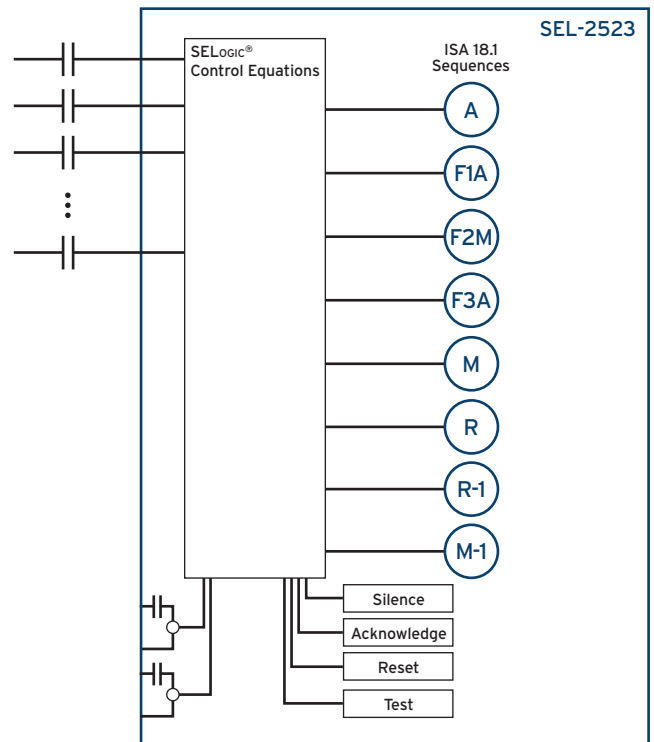 SEL-2523
SELOGIC®
Control Equations
ISA 18.1
Sequences
A
F1A
F2M
F3A
M
R
R-1
M-1
Silence
Acknowledge
Reset
Test